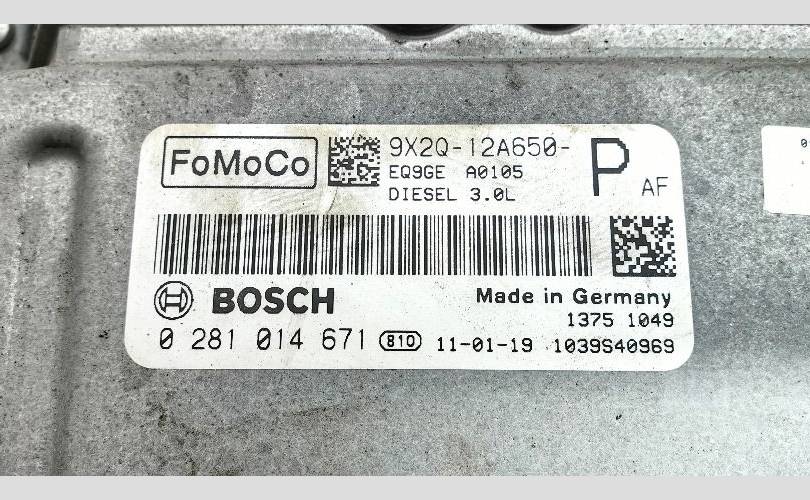 FoMoCo
9X2Q-12A650-
P
AF
EQ9GE A0105
DIESEL 3.0L
BOSCH
Made in Germany
1375 1049
0 281 014 671 810 11-01-19 1039S40969